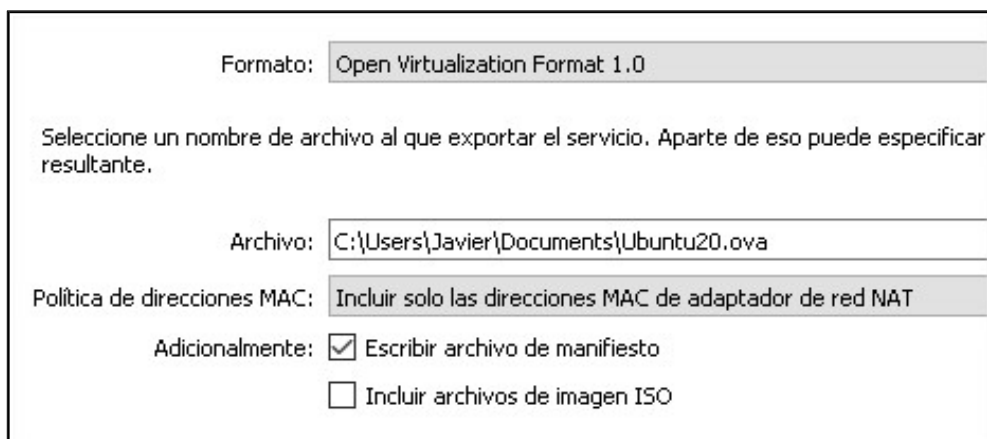 Formato: Open Virtualization Format 1.0
Seleccione un nombre de archivo al que exportar el servicio. Aparte de eso puede especificar
resultante.
Archivo: C:\Users\Javier\Documents\Ubuntu20.ova
Política de direcciones MAC: Incluir solo las direcciones MAC de adaptador de red NAT
Adicionalmente: Escribir archivo de manifiesto
Incluir archivos de imagen ISO